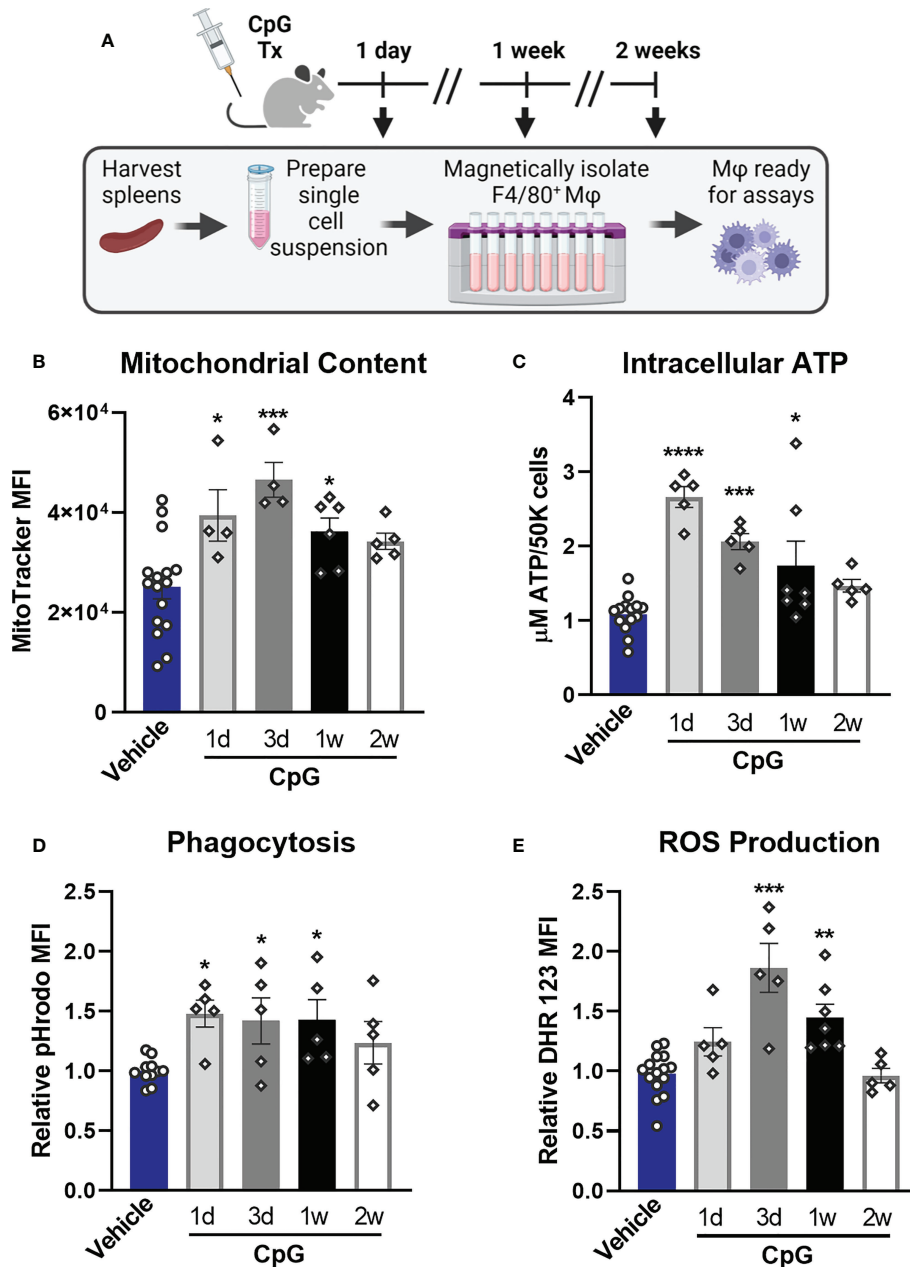 A
CpG
Tx
1 day
1 week
2 weeks
Harvest
spleens
Prepare
single
cell
suspension
Magnetically isolate
F4/80⁺ Mφ
Mφ ready
for assays
B
Mitochondrial Content
MitoTracker MFI
6×10⁴
4×10⁴
2×10⁴
0
*
***
*
Vehicle
1d
3d
1w
2w
CpG
C
Intracellular ATP
μM ATP/50K cells
4
3
2
1
0
****
***
*
Vehicle
1d
3d
1w
2w
CpG
D
Phagocytosis
Relative pHrodo MFI
2.5
2.0
1.5
1.0
0.5
0.0
*
*
*
Vehicle
1d
3d
1w
2w
CpG
E
ROS Production
Relative DHR 123 MFI
2.5
2.0
1.5
1.0
0.5
0.0
***
**
Vehicle
1d
3d
1w
2w
CpG